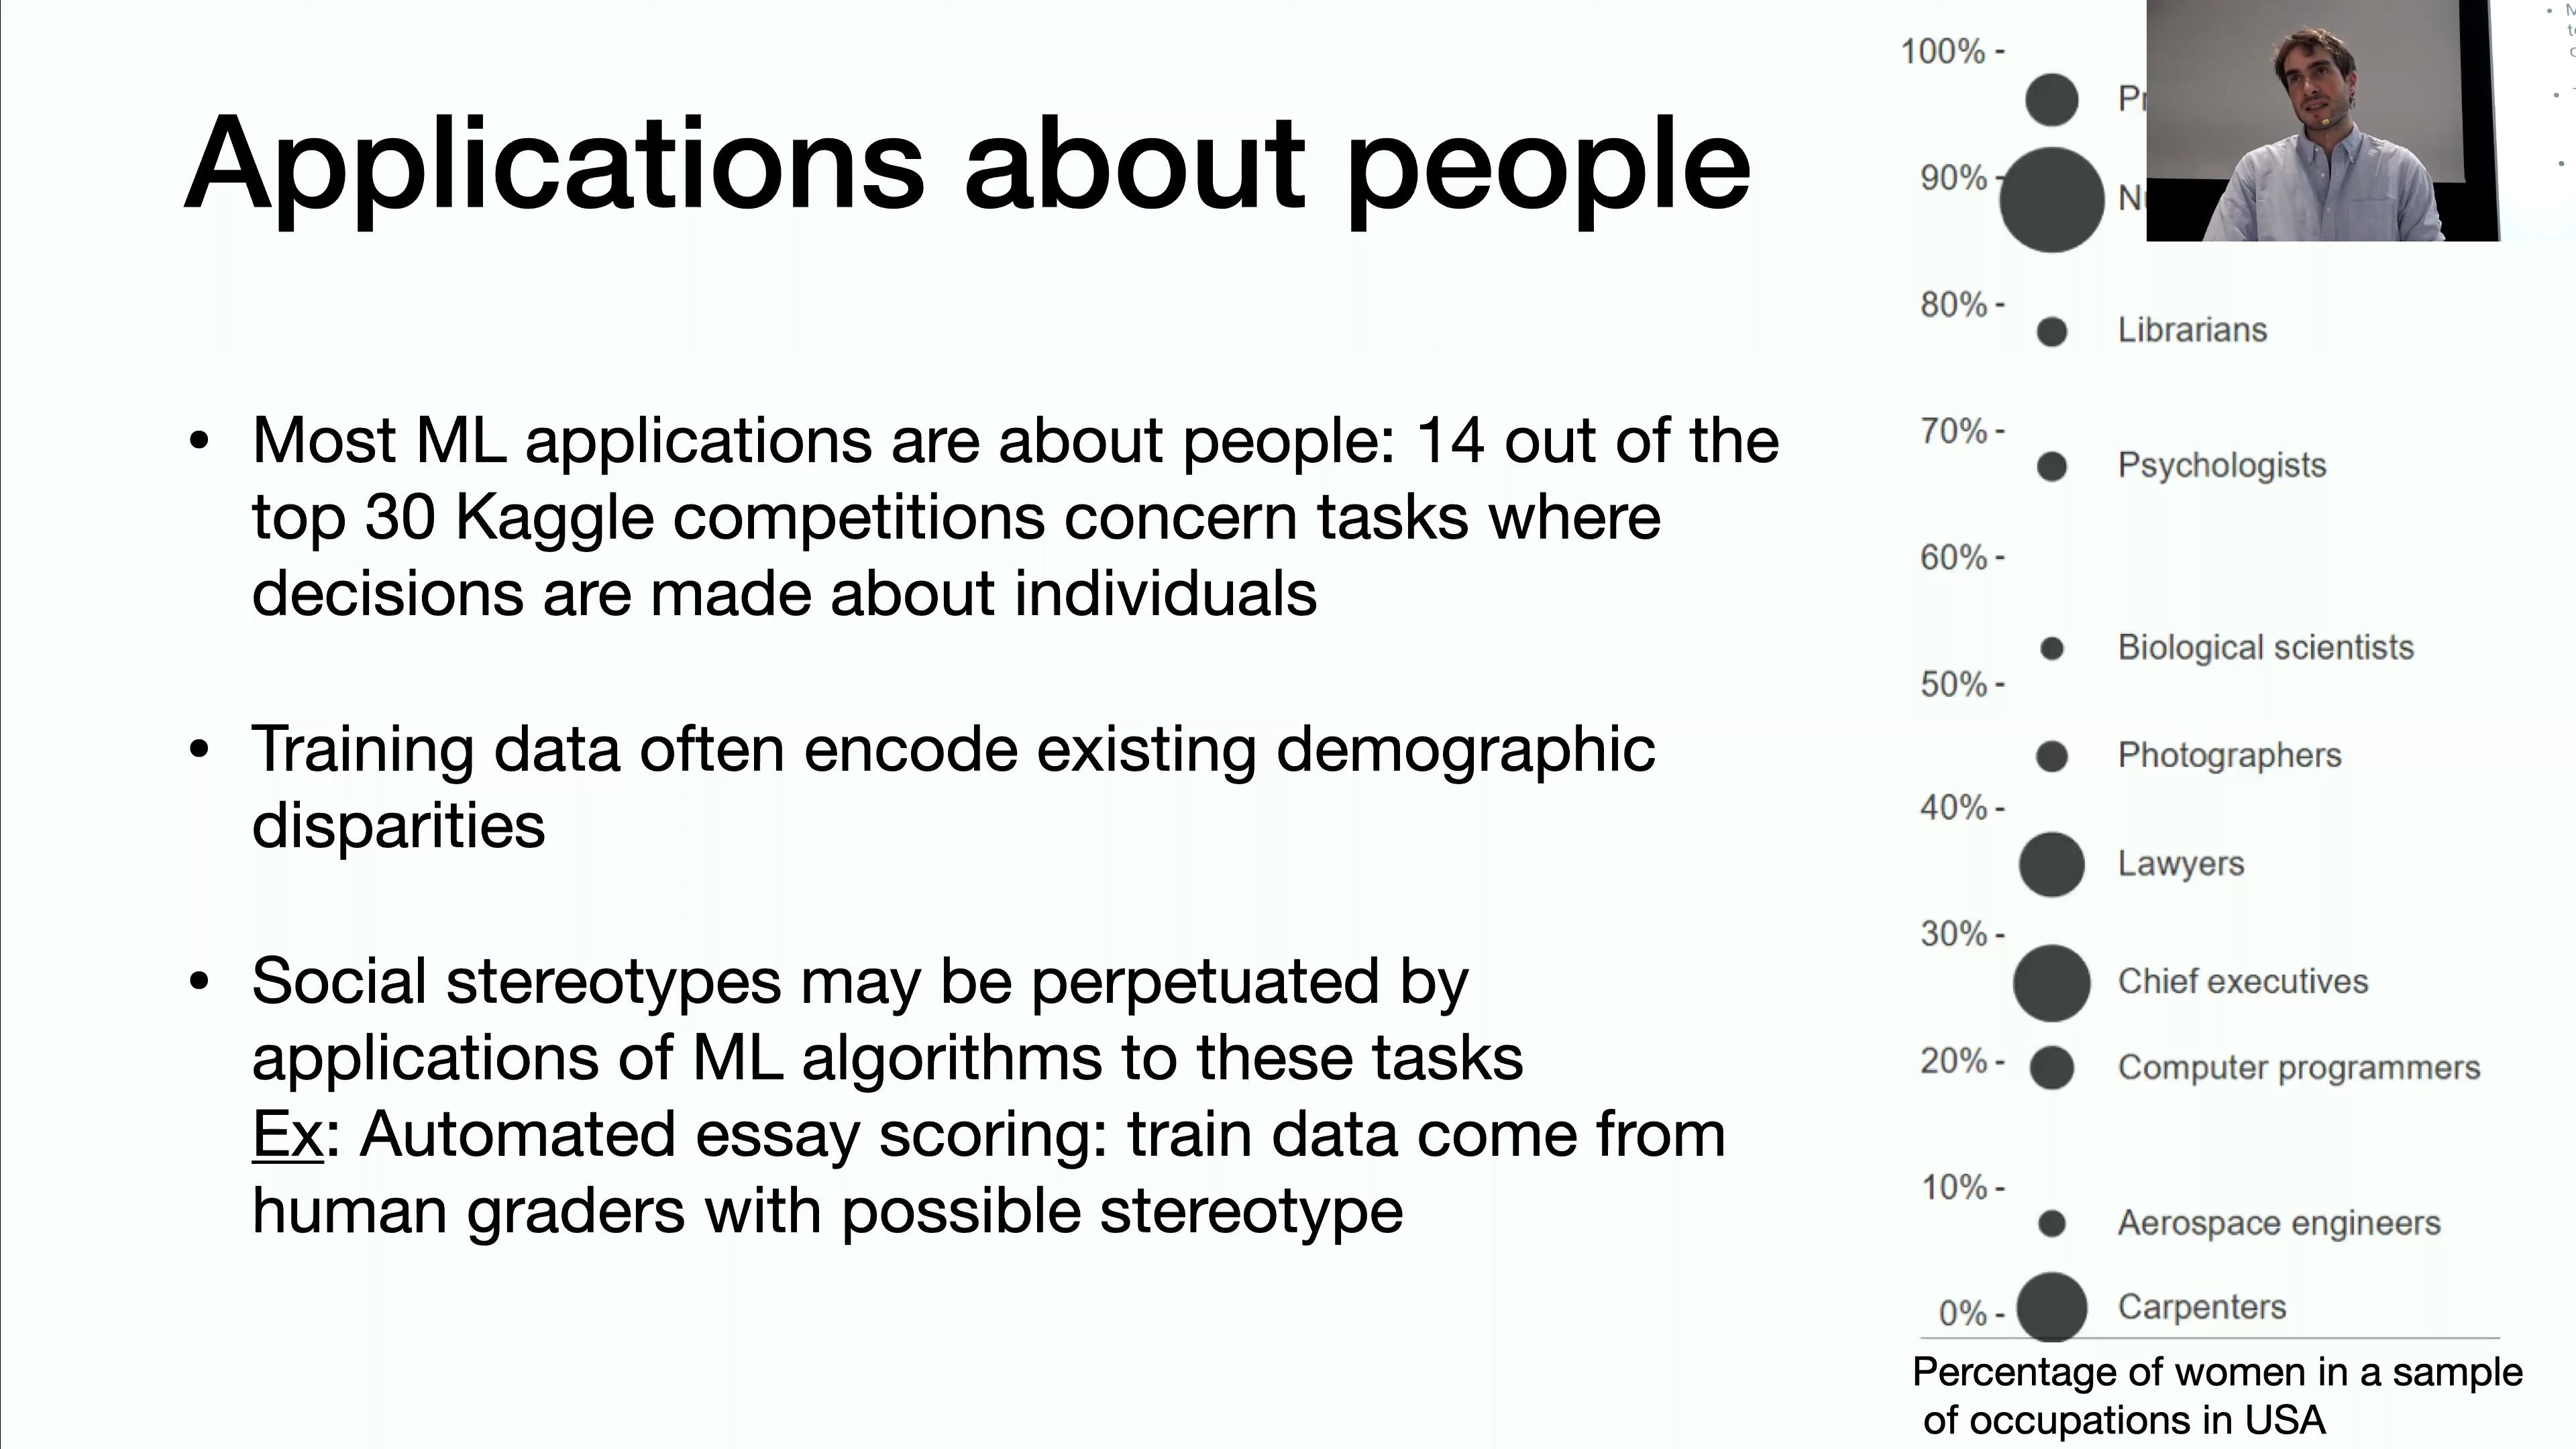 Applications about people
• Most ML applications are about people: 14 out of the
top 30 Kaggle competitions concern tasks where
decisions are made about individuals
• Training data often encode existing demographic
disparities
• Social stereotypes may be perpetuated by
applications of ML algorithms to these tasks
Ex: Automated essay scoring: train data come from
human graders with possible stereotype
100% -
90% -
80% - Librarians
70% -
Psychologists
60% -
Biological scientists
50% -
Photographers
40% -
Lawyers
30% -
Chief executives
20% - Computer programmers
10% -
Aerospace engineers
0% - Carpenters
Percentage of women in a sample
of occupations in USA